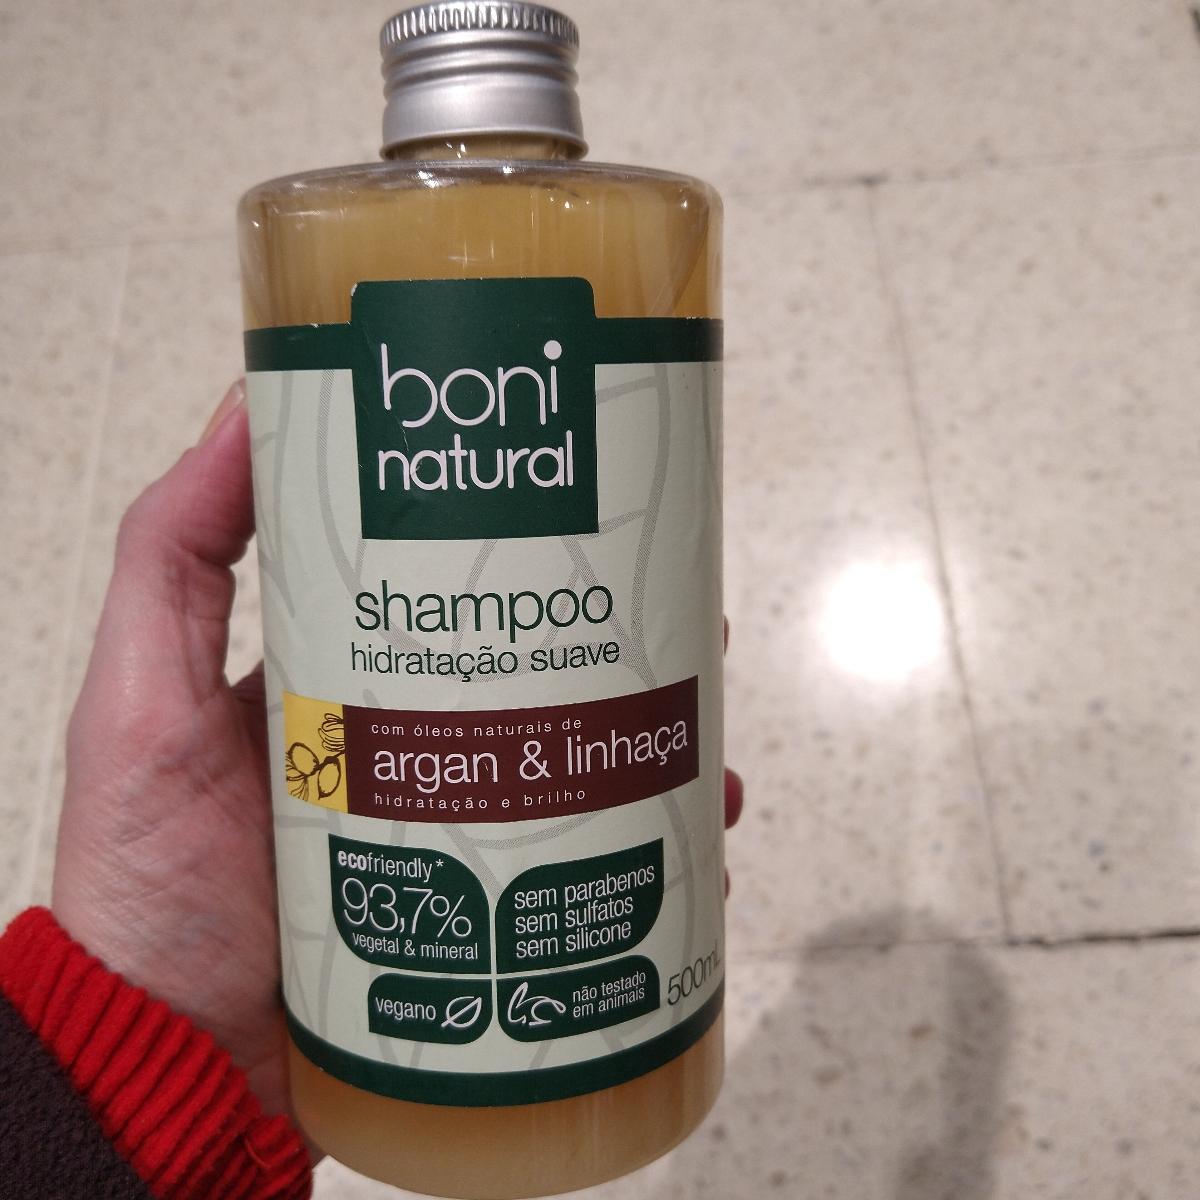 boni
natural
shampoo
hidratação suave
com óleos naturais de
argan & linhaça
hidratação e brilho
ecofriendly*
93,7%
vegetal & mineral
sem parabenos
sem sulfatos
sem silicone
vegano
não testado
em animais
500mL